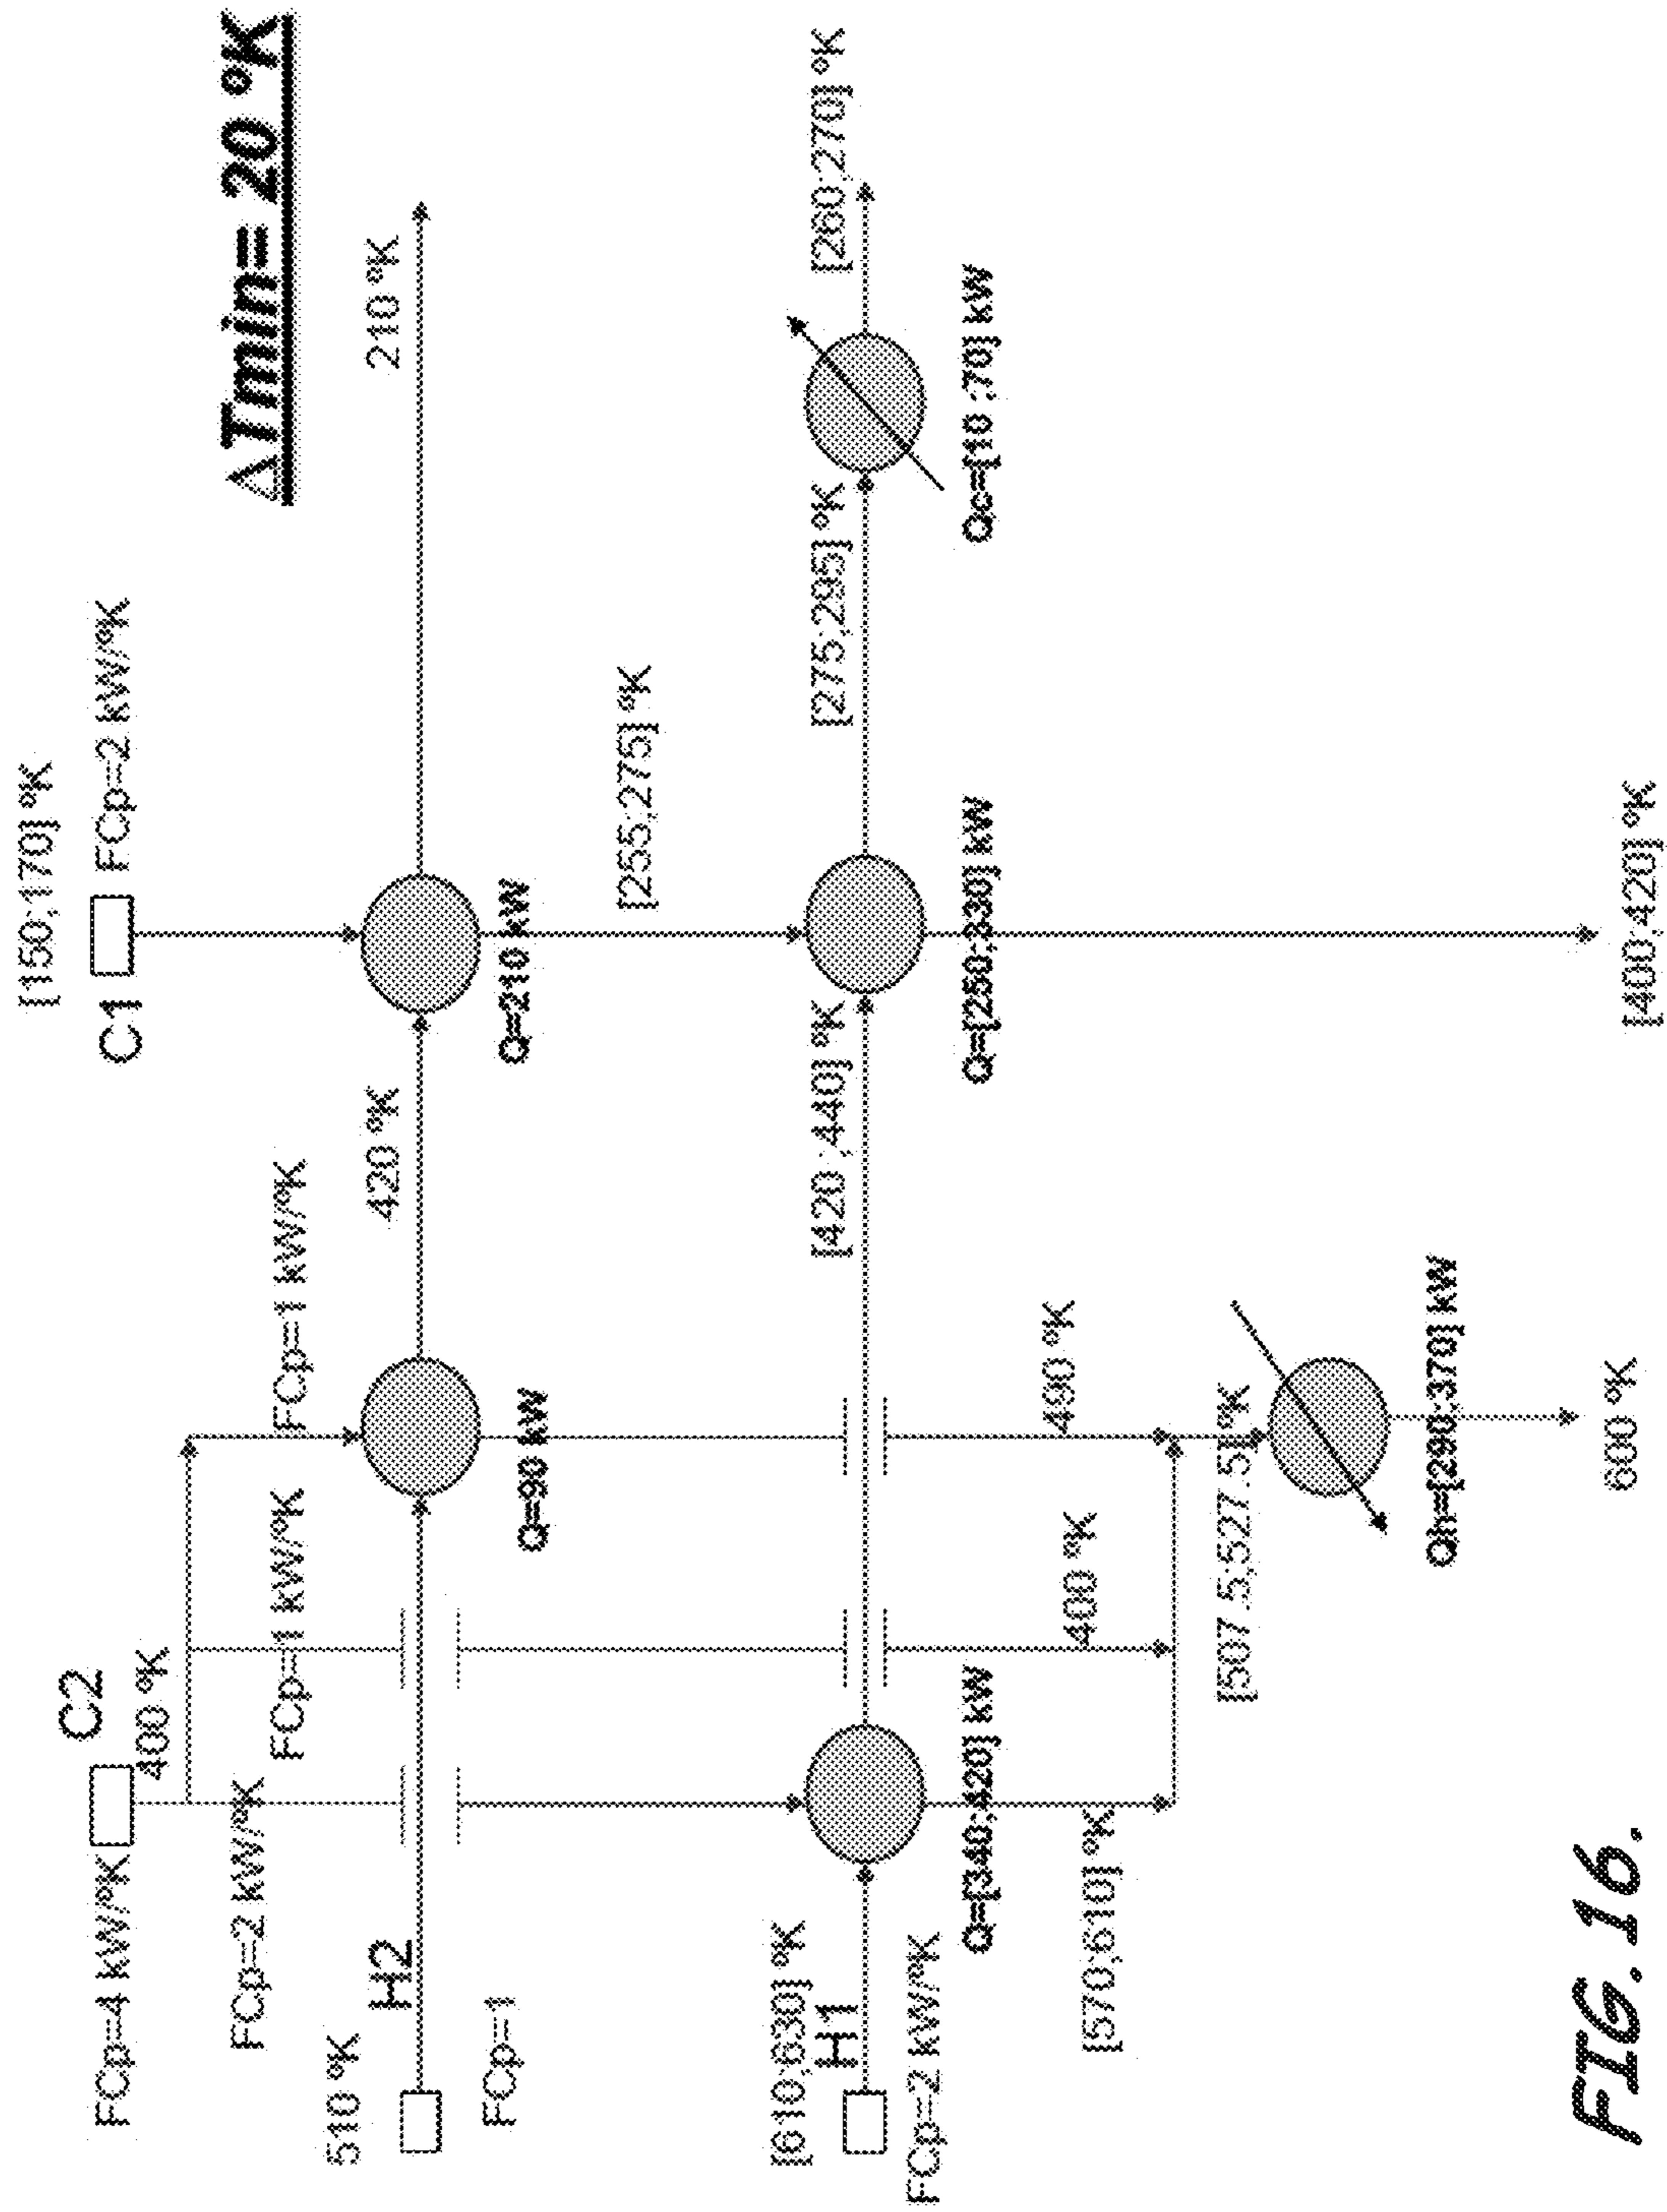 ΔTmin= 20 °K
[150;170] °K
C1
FCp=2 kW/°K
C2
400 °K
FCp=4 kW/°K
FCp=2 kW/°K
FCp=1 kW/°K
FCp=1 kW/°K
510 °K
H2
FCp=1
420 °K
210 °K
Q=90 kW
Q=210 kW
[255;275] °K
[610;630] °K
H1
FCp=2 kW/°K
[420 ;440] °K
[275;295] °K
[260;270] °K
Q=[340;420] kW
Q=[250;330] kW
Qc=[10 ;70] kW
[570;610] °K
400 °K
490 °K
[507.5;527.5] °K
Qh=[290;370] kW
600 °K
[400;420] °K
FIG. 16.